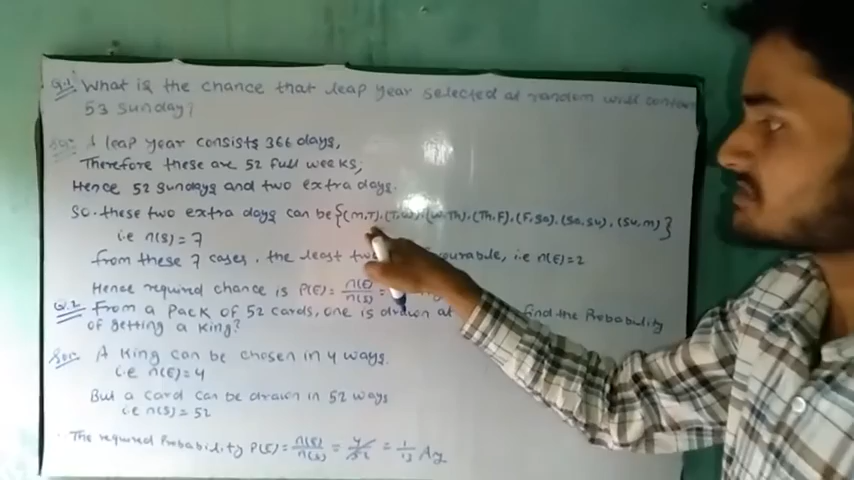 Q.1 What is the chance that leap year selected at random will contain
53 sunday?
Sol: A leap year consists 366 days,
Therefore these are 52 full weeks,
Hence 52 sundays and two extra days.
So. these two extra days can be {(M,T),(T,W),(W,Th),(Th,F),(F,Sa),(Sa,Su),(Su,M)}
i.e n(S) = 7
From these 7 cases, the least two favourable, i.e n(E)=2
Hence required chance is P(E) = n(E)/n(S) =
Q.2 From a pack of 52 cards, one is drawn at find the Probability
of getting a King?
Sol: A King can be chosen in 4 ways.
i.e n(E) = 4
But a card can be drawn in 52 ways
i.e n(S) = 52
∴ The required Probability P(E) = n(E)/n(S) = 4/52 = 1/13 Ay